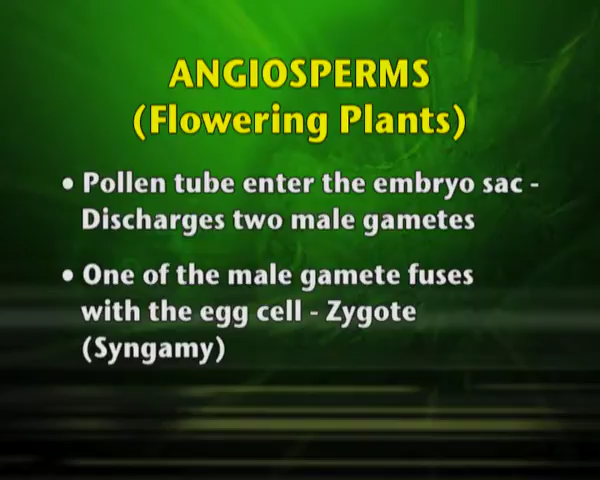 ANGIOSPERMS
(Flowering Plants)
• Pollen tube enter the embryo sac -
Discharges two male gametes
• One of the male gamete fuses
with the egg cell - Zygote
(Syngamy)